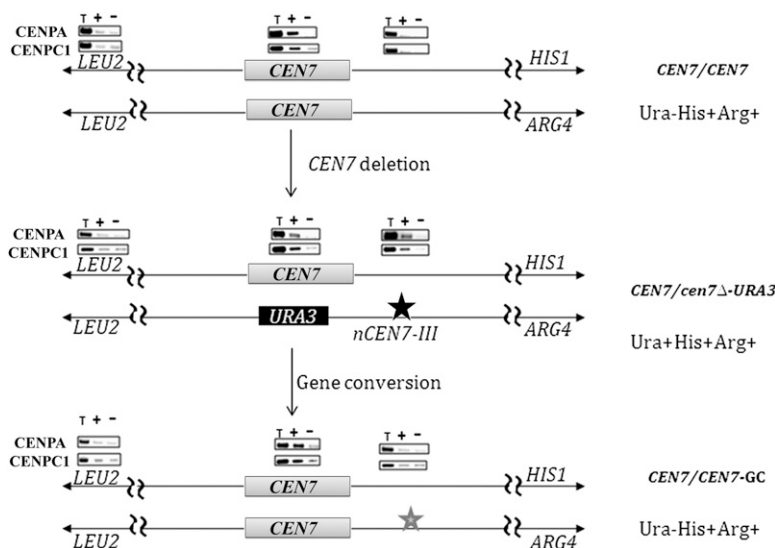 T + - T + - T + -
CENPA
CENPC1
LEU2 CEN7 HIS1 CEN7/CEN7
LEU2 CEN7 ARG4 Ura-His+Arg+
CEN7 deletion
T + - T + - T + -
CENPA
CENPC1
LEU2 CEN7 HIS1
CEN7/cen7Δ-URA3
LEU2 URA3 nCEN7-III ARG4
Ura+His+Arg+
Gene conversion
T + - T + - T + -
CENPA
CENPC1
LEU2 CEN7 HIS1 CEN7/CEN7-GC
LEU2 CEN7 ARG4 Ura-His+Arg+